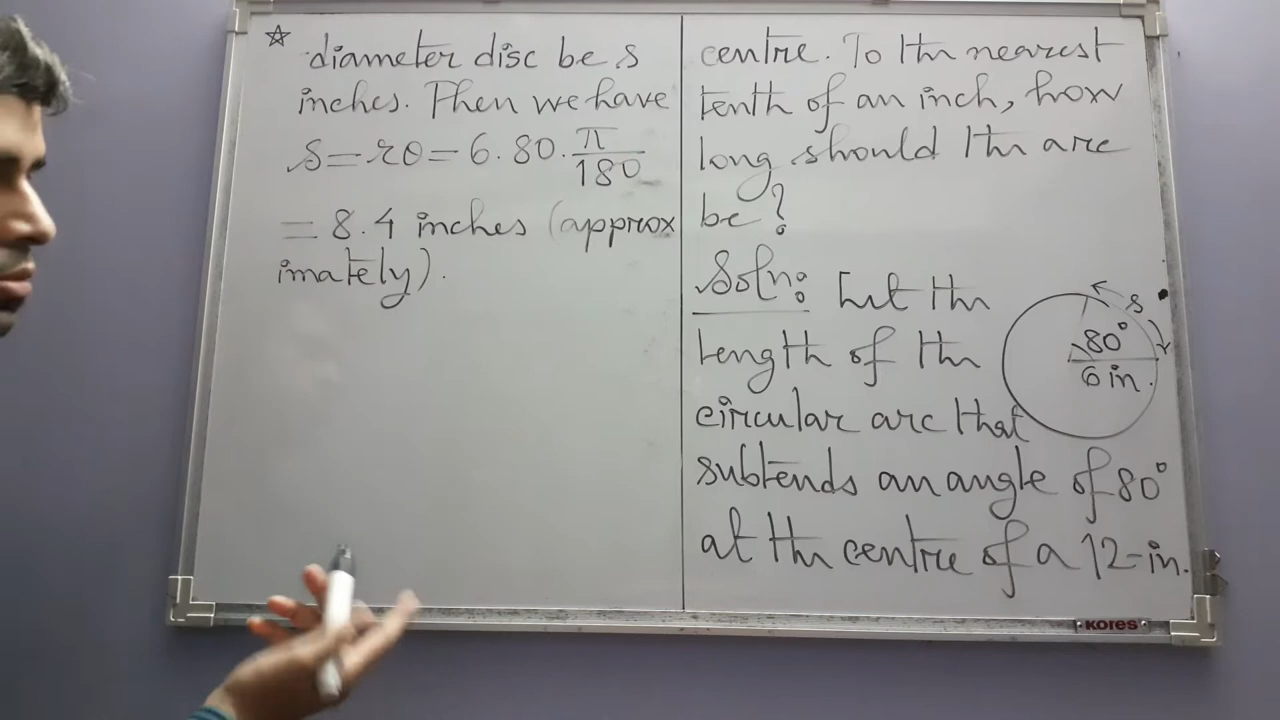 ☆ diameter disc be s
inches. Then we have
s=rθ=6.80.π/180
= 8.4 inches (approx
imately).
centre. To the nearest
tenth of an inch, how
long should the arc
be?
Soln: Let the
length of the
circular arc that
subtends an angle of 80°
at the centre of a 12-in.
s
80°
6 in.
KORES